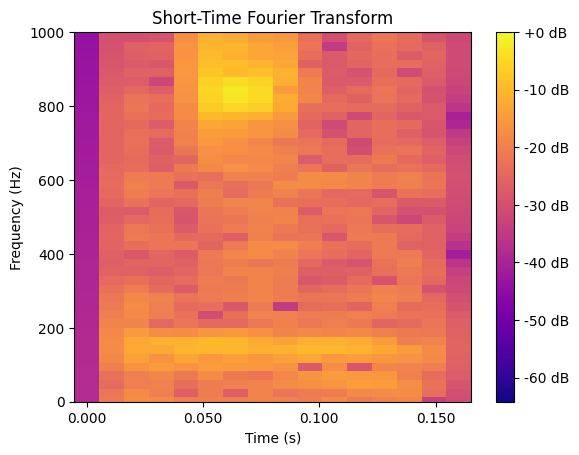 Short-Time Fourier Transform
Frequency (Hz)
1000
800
600
400
200
0
0.000
0.050
0.100
0.150
Time (s)
+0 dB
-10 dB
-20 dB
-30 dB
-40 dB
-50 dB
-60 dB